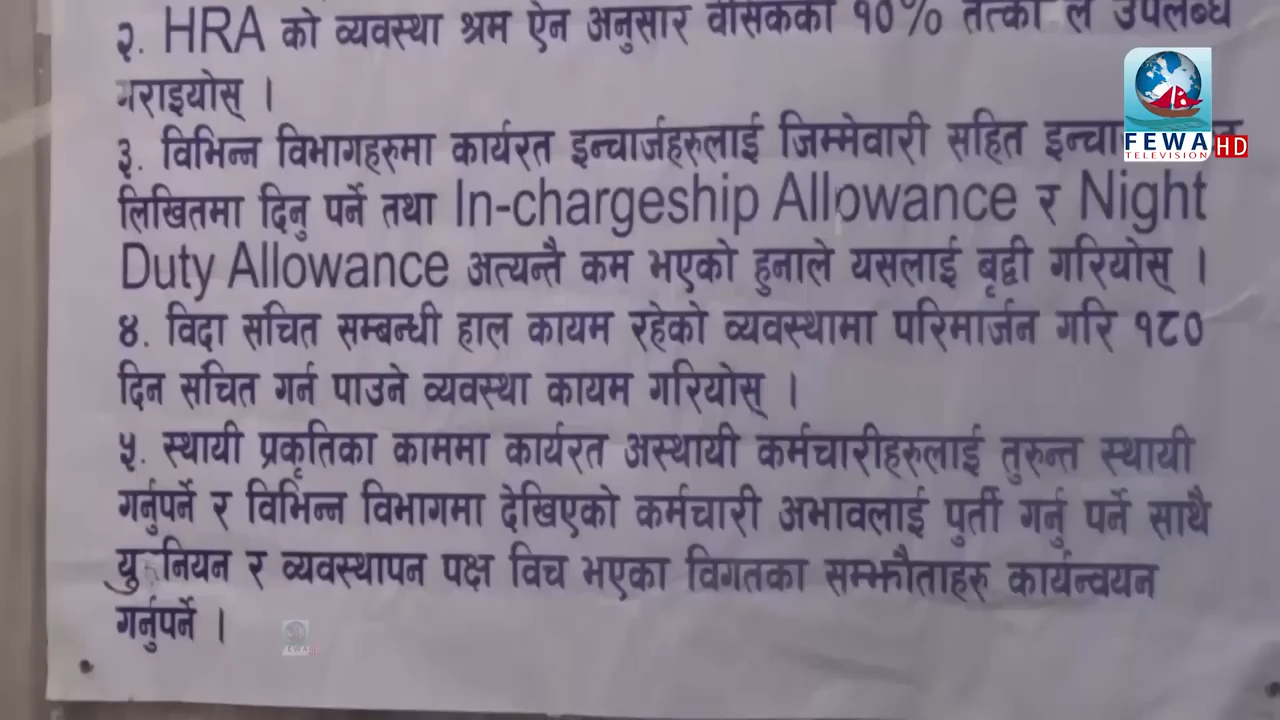 २. HRA को व्यवस्था श्रम ऐन अनुसार वेसिकको १०% तत्का ल उपलब्ध
गराइयोस् ।
३. विभिन्न विभागहरुमा कार्यरत इन्चार्जहरुलाई जिम्मेवारी सहित
लिखितमा दिनु पर्ने तथा In-chargeship Allowance र Night
Duty Allowance अत्यन्तै कम भएको हुनाले यसलाई बृद्वी गरियोस् ।
४. विदा संचित सम्बन्धी हाल कायम रहेको व्यवस्थामा परिमार्जन गरि १८०
दिन संचित गर्न पाउने व्यवस्था कायम गरियोस् ।
५. स्थायी प्रकृतिका काममा कार्यरत अस्थायी कर्मचारीहरुलाई तुरुन्त स्थायी
गर्नुपर्ने र विभिन्न विभागमा देखिएको कर्मचारी अभावलाई पुर्ती गर्नु पर्ने साथै
र व्यवस्थापन पक्ष विच भएका विगतका सम्झौताहरु कार्यन्वयन
गर्नुपर्ने ।
FEWA
TELEVISION HD
FEWA HD